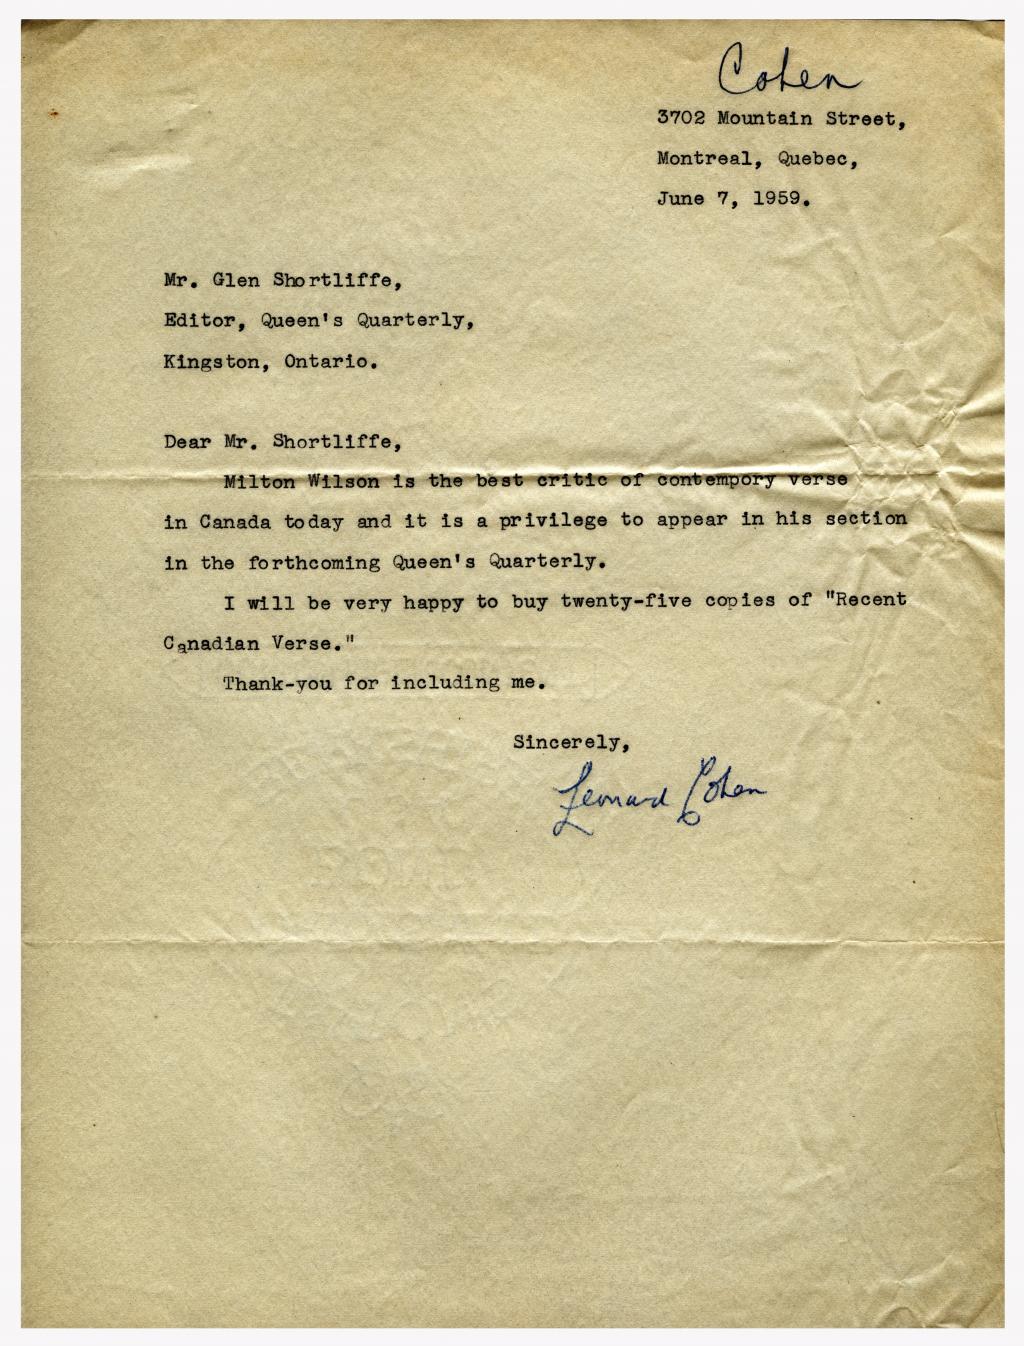 Cohen
3702 Mountain Street,
Montreal, Quebec,
June 7, 1959.
Mr. Glen Shortliffe,
Editor, Queen's Quarterly,
Kingston, Ontario.
Dear Mr. Shortliffe,
Milton Wilson is the best critic of contempory verse
in Canada today and it is a privilege to appear in his section
in the forthcoming Queen's Quarterly.
I will be very happy to buy twenty-five copies of "Recent
Canadian Verse."
Thank-you for including me.
Sincerely,
Leonard Cohen